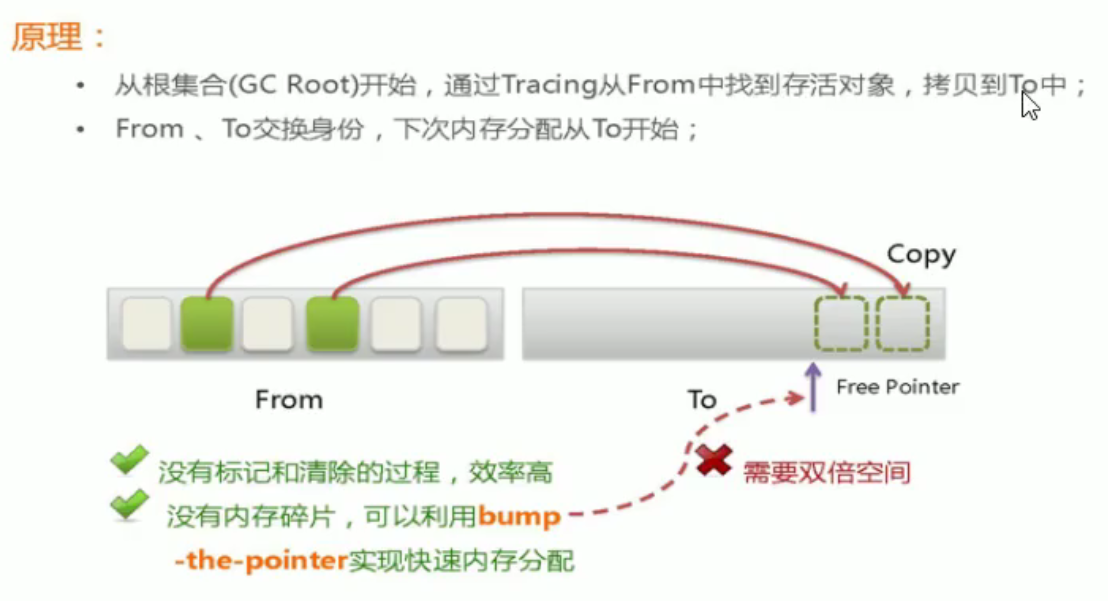 原理：
• 从根集合(GC Root)开始，通过Tracing从From中找到存活对象，拷贝到To中；
• From 、To交换身份，下次内存分配从To开始；
Copy
From
To
Free Pointer
没有标记和清除的过程，效率高
需要双倍空间
没有内存碎片，可以利用bump
-the-pointer实现快速内存分配